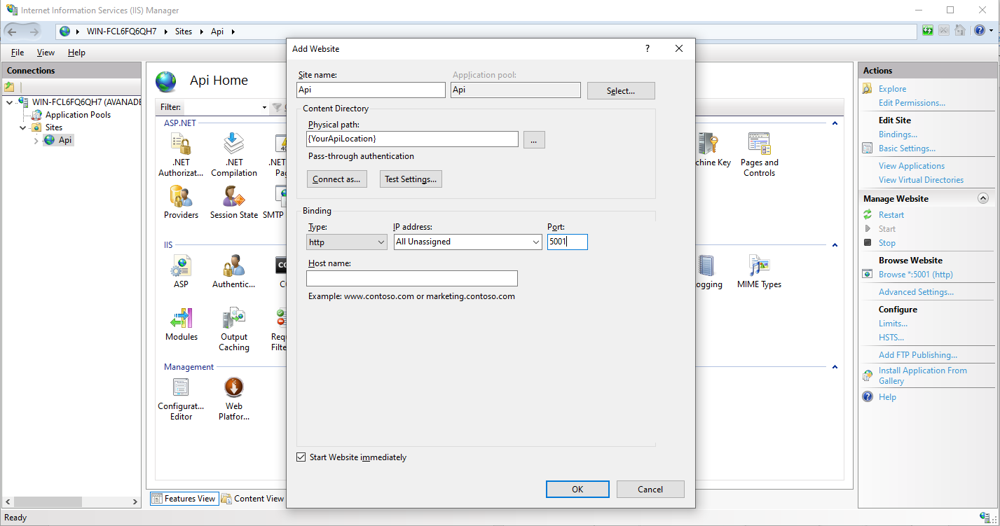 Internet Information Services (IIS) Manager
WIN-FCL6FQ6QH7 Sites Api
File View Help
Connections
WIN-FCL6FQ6QH7 (AVANADE
Application Pools
Sites
Api
Api Home
Filter:
ASP.NET
.NET
Authorizat...
.NET
Compilation
.NET
Pag
Providers
Session State
SMTP
chine Key
Pages and
Controls
IIS
ASP
Authentic...
ogging
MIME Types
Modules
Output
Caching
Requ
Filte
Management
Configurat...
Editor
Web
Platfor...
Features View
Content View
Ready
Add Website
?
Site name:
Api
Application pool:
Api
Select...
Content Directory
Physical path:
{YourApiLocation}
...
Pass-through authentication
Connect as...
Test Settings...
Binding
Type:
http
IP address:
All Unassigned
Port:
5001
Host name:
Example: www.contoso.com or marketing.contoso.com
Start Website immediately
OK
Cancel
Actions
Explore
Edit Permissions...
Edit Site
Bindings...
Basic Settings...
View Applications
View Virtual Directories
Manage Website
Restart
Start
Stop
Browse Website
Browse *:5001 (http)
Advanced Settings...
Configure
Limits...
HSTS...
Add FTP Publishing...
Install Application From
Gallery
Help